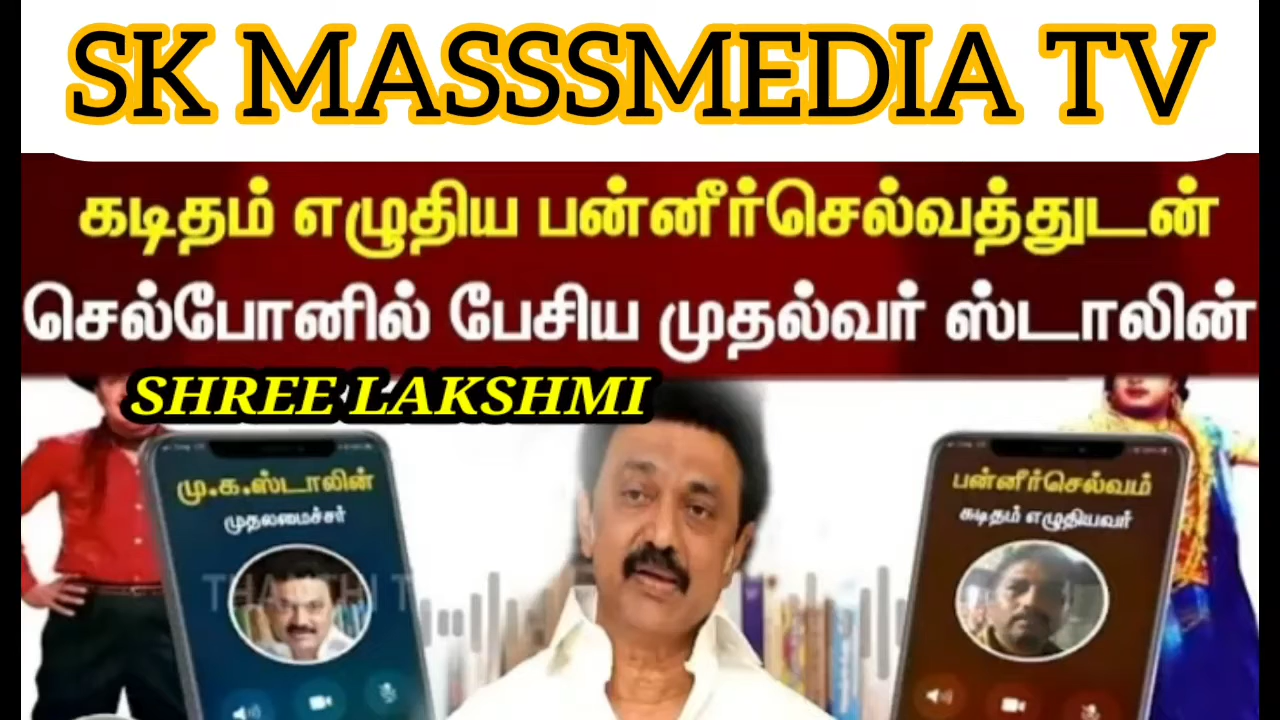 SK MASSSMEDIA TV
கடிதம் எழுதிய பன்னீர்செல்வத்துடன்
செல்போனில் பேசிய முதல்வர் ஸ்டாலின்
SHREE LAKSHMI
மு.க.ஸ்டாலின்
முதலமைச்சர்
பன்னீர்செல்வம்
கடிதம் எழுதியவர்
THANTHI T